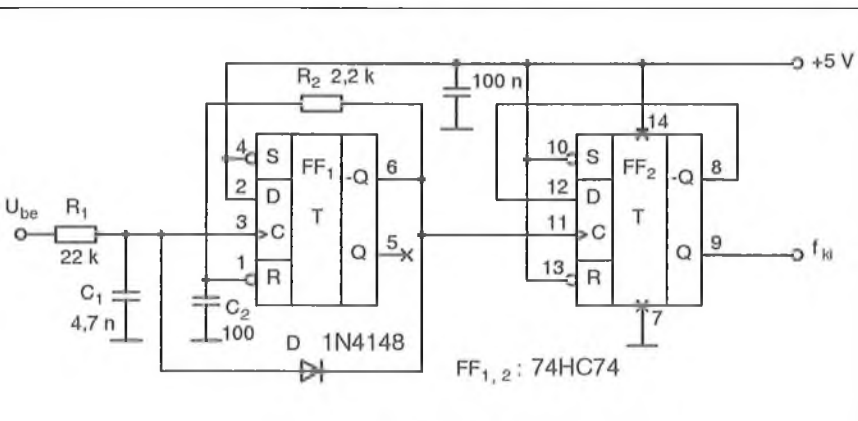 R2 2,2 k
100 n
+5 V
14
4 S FF1 -Q 6
10 S FF2 -Q 8
2 D T
12 D T
Ube R1
22 k
3 C Q 5
11 C Q 9
fki
1 R
13 R
C1
4,7 n
C2
100
7
D 1N4148
FF1, 2: 74HC74